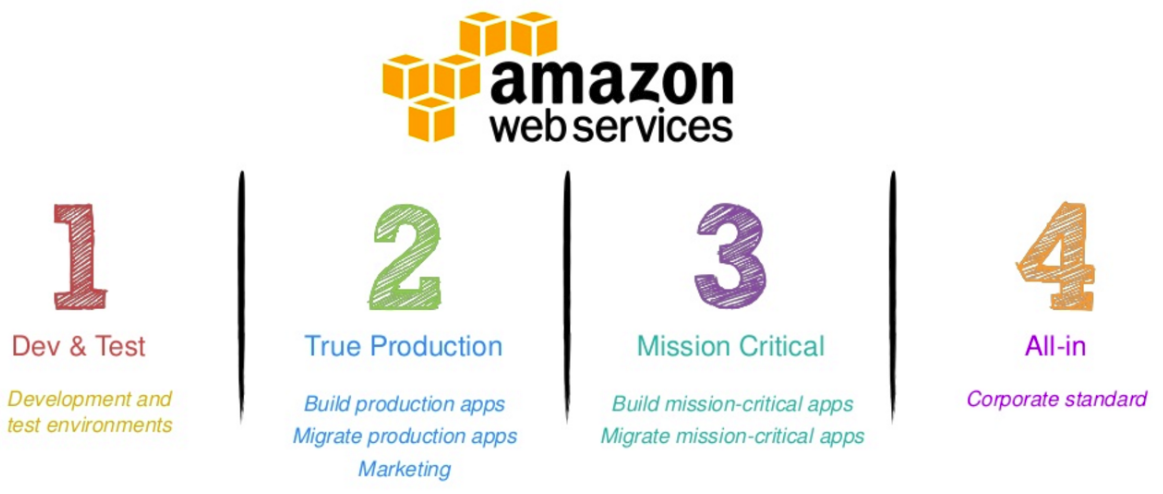 amazon
web services
1
Dev & Test
Development and
test environments
2
True Production
Build production apps
Migrate production apps
Marketing
3
Mission Critical
Build mission-critical apps
Migrate mission-critical apps
4
All-in
Corporate standard